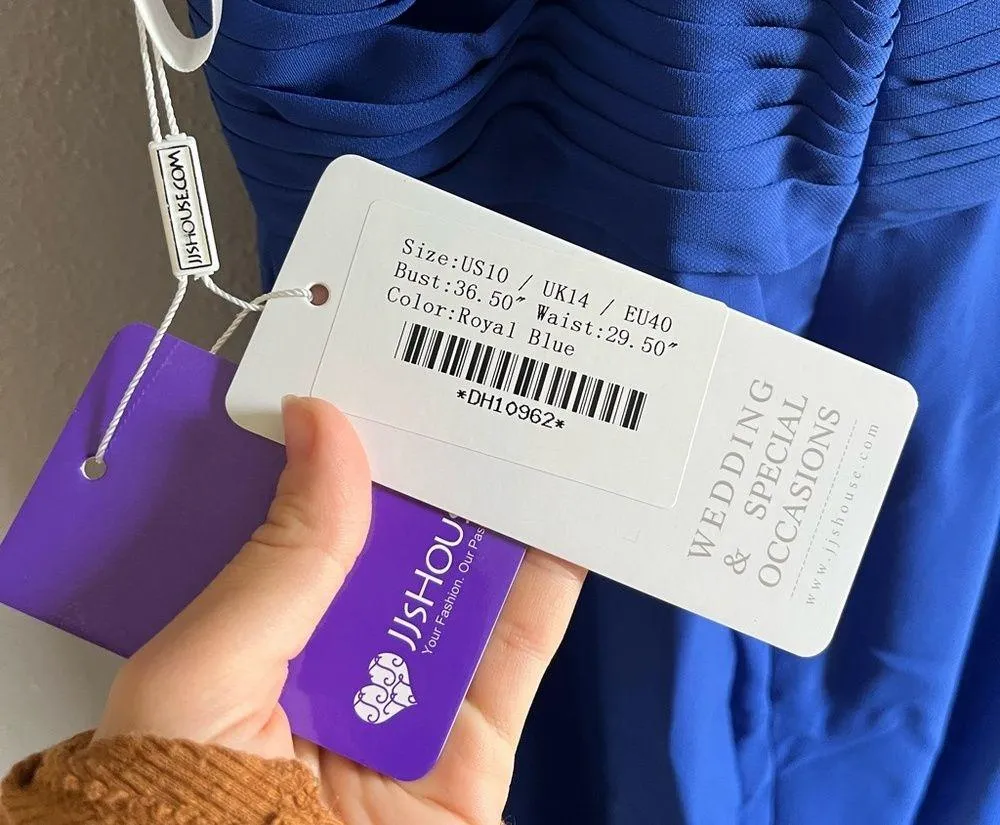 JJSHOUSE.COM
Size:US10 / UK14 / EU40
Bust:36.50″ Waist:29.50″
Color:Royal Blue
*DH10962*
WEDDING
&
SPECIAL
OCCASIONS
www.jjshouse.com
JJSHOU
Your Fashion. Our Pas